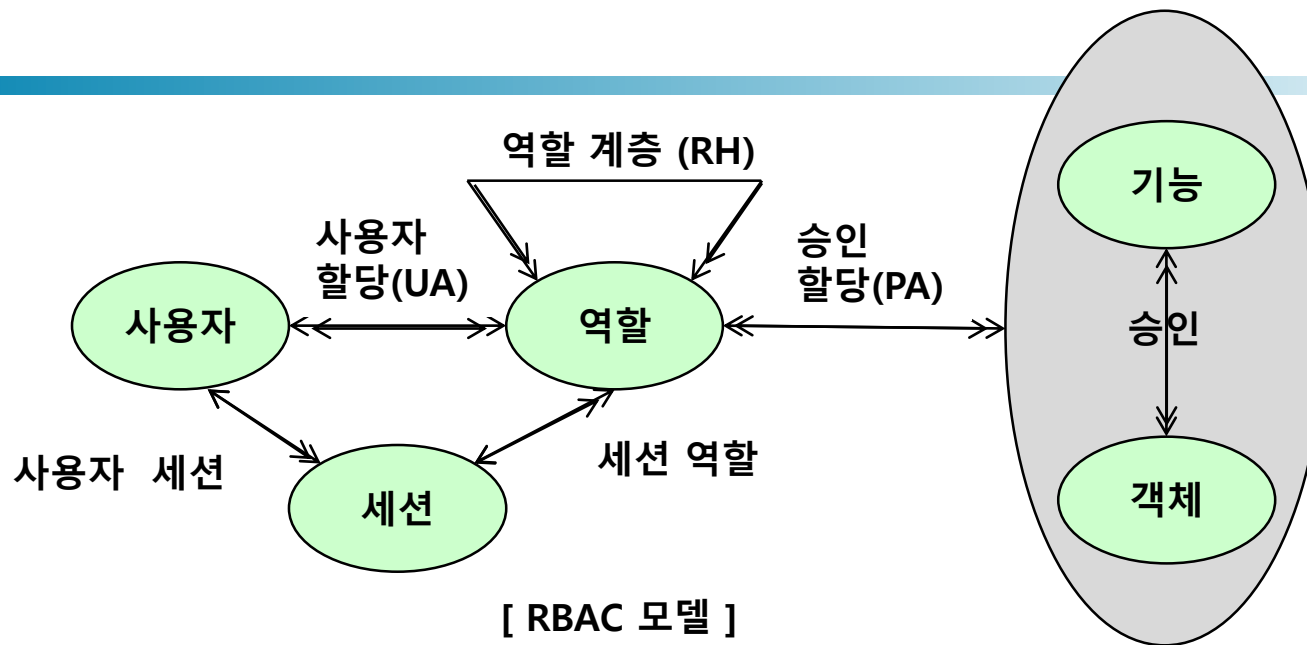 역할 계층 (RH)
기능
사용자
할당(UA)
승인
할당(PA)
사용자
역할
승인
사용자 세션
세션 역할
세션
객체
[ RBAC 모델 ]